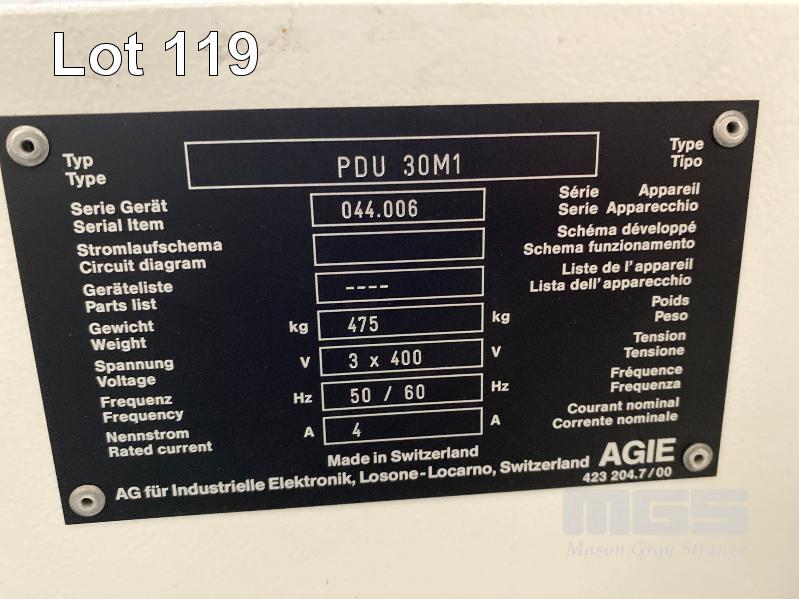 Lot 119
Typ
Type
PDU 30M1
Type
Tipo
Serie Gerät
Serial Item
044.006
Série Appareil
Serie Apparecchio
Stromlaufschema
Circuit diagram
Schéma développé
Schema funzionamento
Geräteliste
Parts list
----
Liste de l'appareil
Lista dell'apparecchio
Gewicht
Weight
kg
475
kg
Poids
Peso
Spannung
Voltage
V
3 x 400
V
Tension
Tensione
Frequenz
Frequency
Hz
50 / 60
Hz
Fréquence
Frequenza
Nennstrom
Rated current
A
4
A
Courant nominal
Corrente nominale
Made in Switzerland
AG für Industrielle Elektronik, Losone-Locarno, Switzerland AGIE
423 204.7/00
MGS
Mason Gray Strange